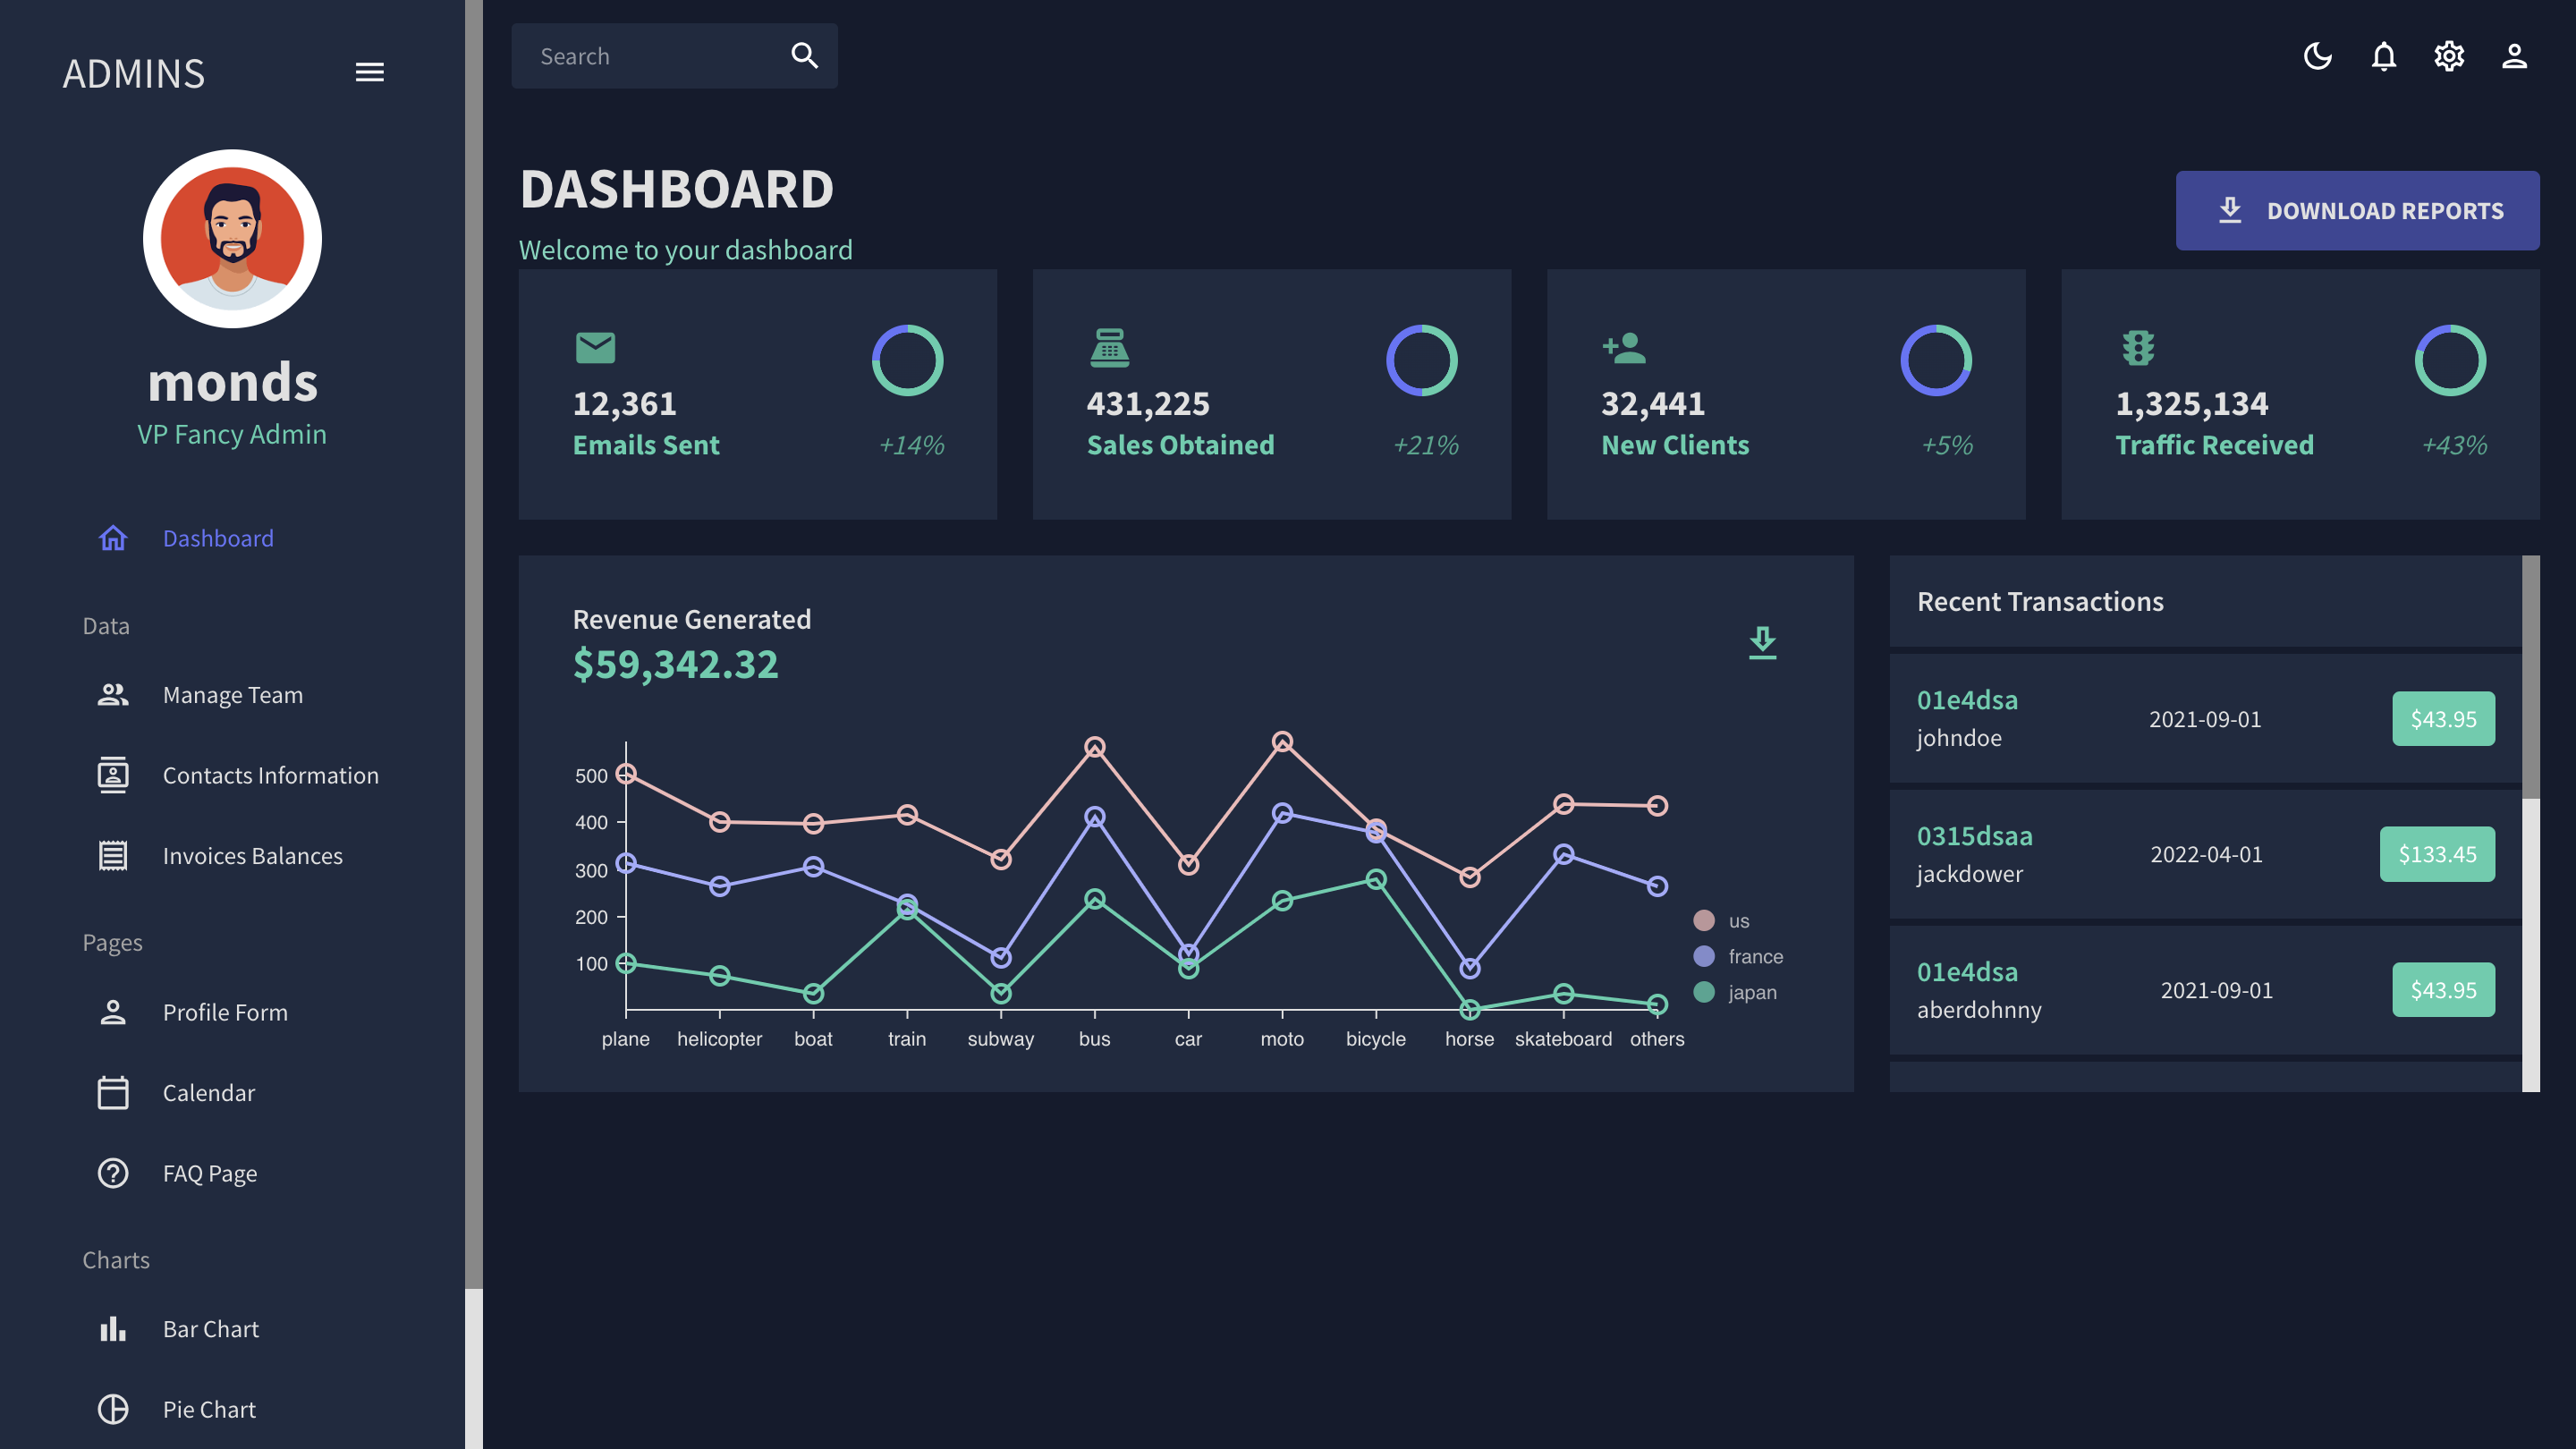 ADMINS
monds
VP Fancy Admin
Dashboard
Data
Manage Team
Contacts Information
Invoices Balances
Pages
Profile Form
Calendar
FAQ Page
Charts
Bar Chart
Pie Chart
Search
DASHBOARD
Welcome to your dashboard
DOWNLOAD REPORTS
12,361
Emails Sent +14%
431,225
Sales Obtained +21%
32,441
New Clients +5%
1,325,134
Traffic Received +43%
Revenue Generated
$59,342.32
500
400
300
200
100
plane helicopter boat train subway bus car moto bicycle horse skateboard others
us
france
japan
Recent Transactions
01e4dsa
johndoe
2021-09-01
$43.95
0315dsaa
jackdower
2022-04-01
$133.45
01e4dsa
aberdohnny
2021-09-01
$43.95